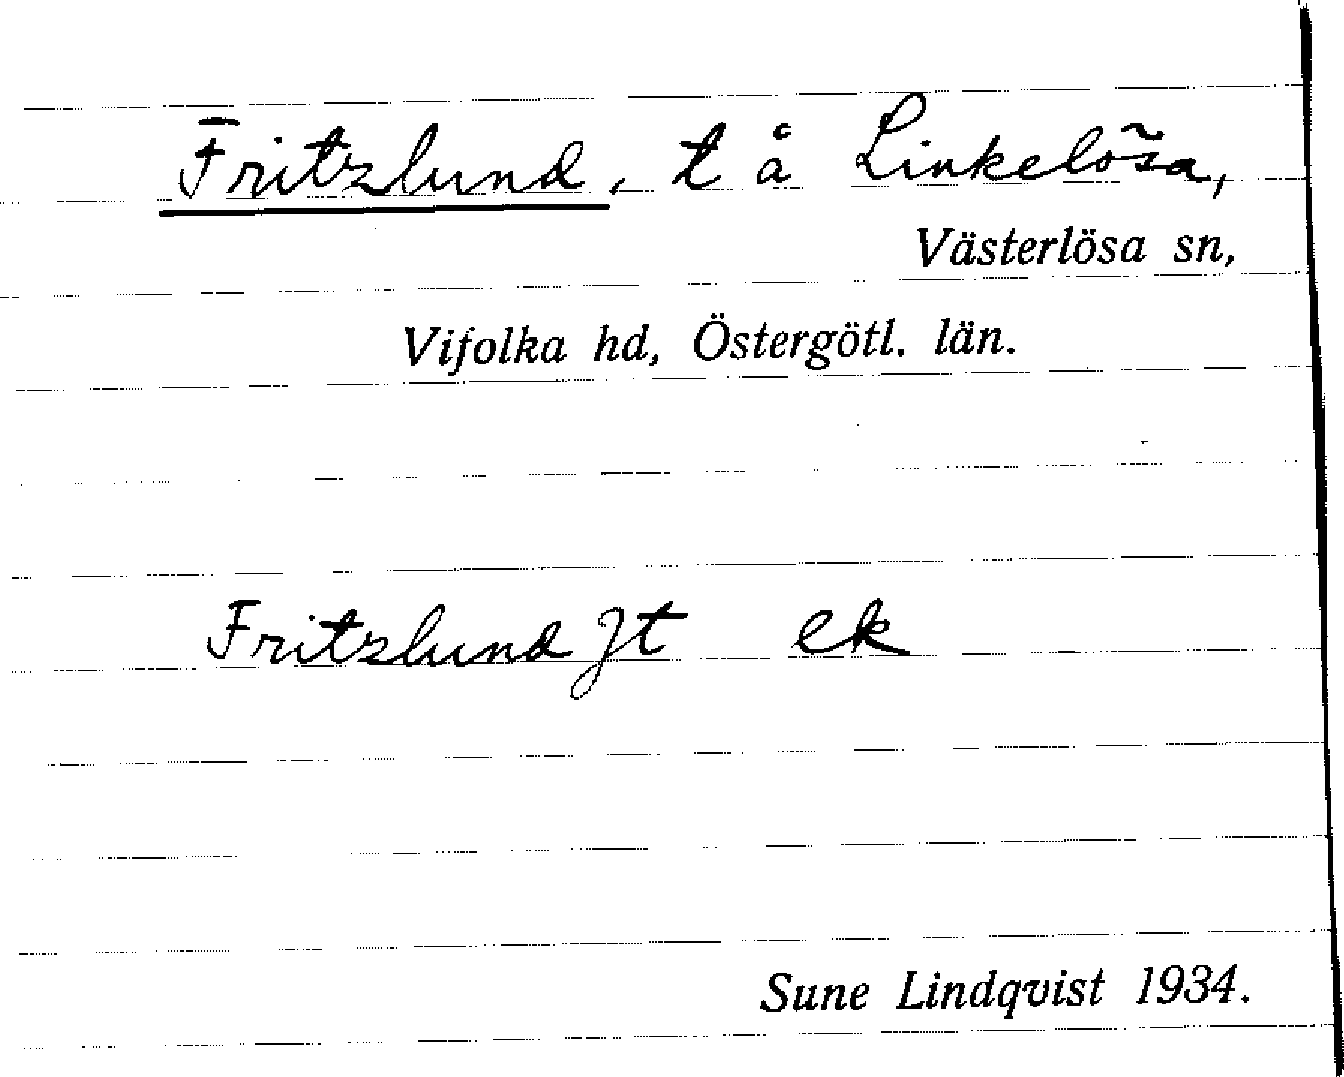 Fritzlund, t å Linkelösa,
Västerlösa sn,
Vifolka hd, Östergötl. län.
Fritzlund Jt ek
Sune Lindqvist 1934.